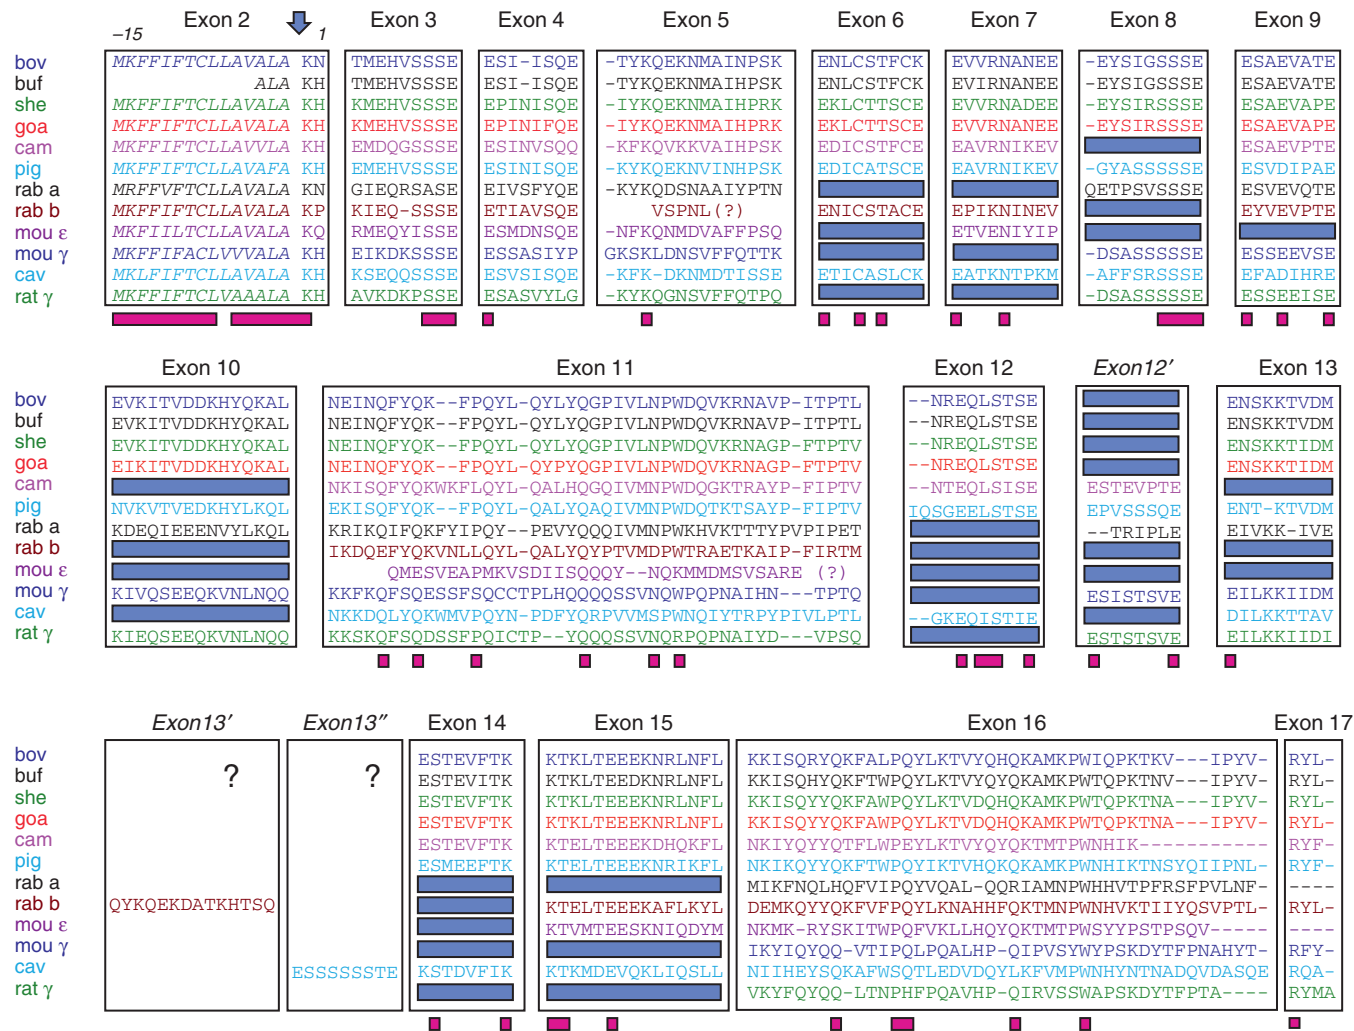 Exon 2 Exon 3 Exon 4 Exon 5 Exon 6 Exon 7 Exon 8 Exon 9
–15 1
bov MKFFIFTCLLAVALA KN TMEHVSSSE ESI-ISQE -TYKQEKNMAINPSK ENLCSTFCK EVVRNANEE -EYSIGSSSE ESAEVATE
buf ALA KH TMEHVSSSE ESI-ISQE -TYKQEKNMAIHPSK ENLCSTFCK EVIRNANEE -EYSIGSSSE ESAEVATE
she MKFFIFTCLLAVALA KH KMEHVSSSE EPINISQE -IYKQEKNMAIHPRK EKLCTTSCE EVVRNADEE -EYSIRSSSE ESAEVAPE
goa MKFFIFTCLLAVALA KH KMEHVSSSE EPINIFQE -IYKQEKNMAIHPRK EKLCTTSCE EVVRNANEE -EYSIRSSSE ESAEVAPE
cam MKFFIFTCLLAVVLA KH EMDQGSSSE ESINVSQQ -KFKQVKKVAIHPSK EDICSTFCE EAVRNIKEV ESAEVPTE
pig MKFFIFTCLLAVAFA KH EMEHVSSSE ESINISQE -KYKQEKNVINHPSK EDICATSCE EAVRNIKEV -GYASSSSSE ESVDIPAE
rab a MRFFVFTCLLAVALA KN GIEQRSASE EIVSFYQE -KYKQDSNAAIYPTN QETPSVSSSE ESVEVQTE
rab b MKFFIFTCLLAVALA KP KIEQ-SSSE ETIAVSQE VSPNL(?) ENICSTACE EPIKNINEV EYVEVPTE
mou ε MKFIILTCLLAVALA KQ RMEQYISSE ESMDNSQE -NFKQNMDVAFFPSQ ETVENIYIP
mou γ MKFFIFACLVVVALA KH EIKDKSSSE ESSASIYP GKSKLDNSVFFQTTK DSASSSSSE ESSEEVSE
cav MKLFIFTCLLAVALA KH KSEQQSSSE ESVSISQE -KFK-DKNMDTISSE ETICASLCK EATKNTPKM -AFFSRSSSE EFADIHRE
rat γ MKFFIFTCLVAAALA KH AVKDKPSSE ESASVYLG -KYKQGNSVFFQTPQ -DSASSSSSE ESSEEISE
Exon 10 Exon 11 Exon 12 Exon12′ Exon 13
bov EVKITVDDKHYQKAL NEINQFYQK--FPQYL-QYLYQGPIVLNPWDQVKRNAVP-ITPTL --NREQLSTSE ENSKKTVDM
buf EVKITVDDKHYQKAL NEINQFYQK--FPQYL-QYLYQGPIVLNPWDQVKRNAVP-ITPTL --NREQLSTSE ENSKKTVDM
she EVKITVDDKHYQKAL NEINQFYQK--FPQYL-QYLYQGPIVLNPWDQVKRNAGP-FTPTV --NREQLSTSE ENSKKTIDM
goa EIKITVDDKHYQKAL NEINQFYQK--FPQYL-QYPYQGPIVLNPWDQVKRNAGP-FTPTV --NREQLSTSE ENSKKTIDM
cam NKISQFYQKWKFLQYL-QALHQGQIVMNPWDQGKTRAYP-FIPTV --NTEQLSISE ESTEVPTE
pig NVKVTVEDKHYLKQL EKISQFYQKWQFLQYL-QALYQAQIVMNPWDQTKTSAYP-FIPTV IQSGEELSTSE EPVSSSQE ENT-KTVDM
rab a KDEQIEEENVYLKQL KRIKQIFQKFYIPQY--PEVYQQQIVMNPWKHVKTTTYPVPIPET --TRIPLE EIVKK-IVE
rab b IKDQEFYQKVNLLQYL-QALYQYPTVMDPWTRAETKAIP-FIRTM
mou ε QMESVEAPMKVSDIISQQQY--NQKMMDMSVSARE (?)
mou γ KIVQSEEQKVNLNQQ KKFKQFSQESSFSQCCTPLHQQQQSSVNQWPQPNAIHN---TPTQ ESISTSVE EILKKIIDM
cav NKKDQLYQKWMVPQYN-PDFYQRPVVMSPWNQIYTRPYPIVLPTL --GKEQISTIE DILKKTTAV
rat γ KIEQSEEQKVNLNQQ KKSKQFSQDSSFPQICTP--YQQQSSVNQRPQPNAIYD---VPSQ ESTSTSVE EILKKIIDI
Exon13′ Exon13″ Exon 14 Exon 15 Exon 16 Exon 17
bov ESTEVFTK KTKLTEEEKNRLNFL KKISQRYQKFALPQYLKTVYQHQKAMKPWIQPKTKV---IPYV- RYL-
buf ? ? ESTEVITK KTKLTEEEKNRLNFL KKISQHYQKFTWPQYLKTVYQYQKAMKPWTQPKTNV---IPYV- RYL-
she ESTEVFTK KTKLTEEDKNRLNFL KKISQYYQKFAWPQYLKTVDQHQKAMKPWTQPKTNA---IPYV- RYL-
goa ESTEVFTK KTKLTEEEKNRLNFL KKISQYYQKFAWPQYLKTVDQHQKAMKPWTQPKTNA---IPYV- RYL-
cam ESTEVFTK KTELTEEEKDHQKFL NKIYQYYQTFLWPEYLKTVYQYQKTMTPWNHIK----------- RYF-
pig ESMEEFTK KTELTEEEKNRIKFL NKIKQYYQKFTWPQYIKTVHQKQKAMKPWNHIKTNSYQIIPNL- RYF-
rab a MIKFNQLHQFVIPQYVQAL-QQRIAMNPWHHVTPFRSFPVLNF- ----
rab b QYKQEKDATKHTSQ KTELTEEEKAFLKYL DEMKQYYQKFVFPQYLKNAHHFQKTMNPWNHVKTIIYQSVPTL- RYL-
mou ε KTVMTEESKNIQDYM NKMK-RYSKITWPQFVKLLHQYQKTMTPWSYYPSTPSQV----- ----
mou γ IKYIQYQQ-VTIPQLPQALHP-QIPVSYWYPSKDYTFPNAHYT- RFY-
cav ESSSSSSTE KSTDVFIK KTKMDEVQKLIQSLL NIIHEYSQKAFWSQTLEDVDQYLKFVMPWNHYNTNADQVDASQE RQA-
rat γ VKYFQYQQ-LTNPHFPQAVHP-QIRVSSWAPSKDYTFPTA---- RYMA